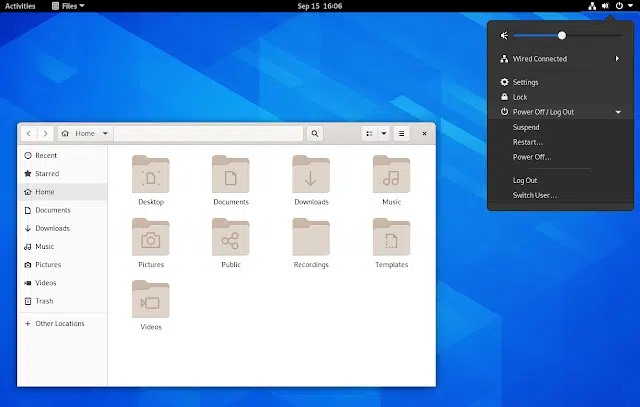 Activities
Files
Sep 15 16:06
Wired Connected
Settings
Lock
Power Off / Log Out
Suspend
Restart...
Power Off...
Log Out
Switch User...
Home
Recent
Starred
Home
Documents
Downloads
Music
Pictures
Videos
Trash
Other Locations
Desktop
Documents
Downloads
Music
Pictures
Public
Recordings
Templates
Videos